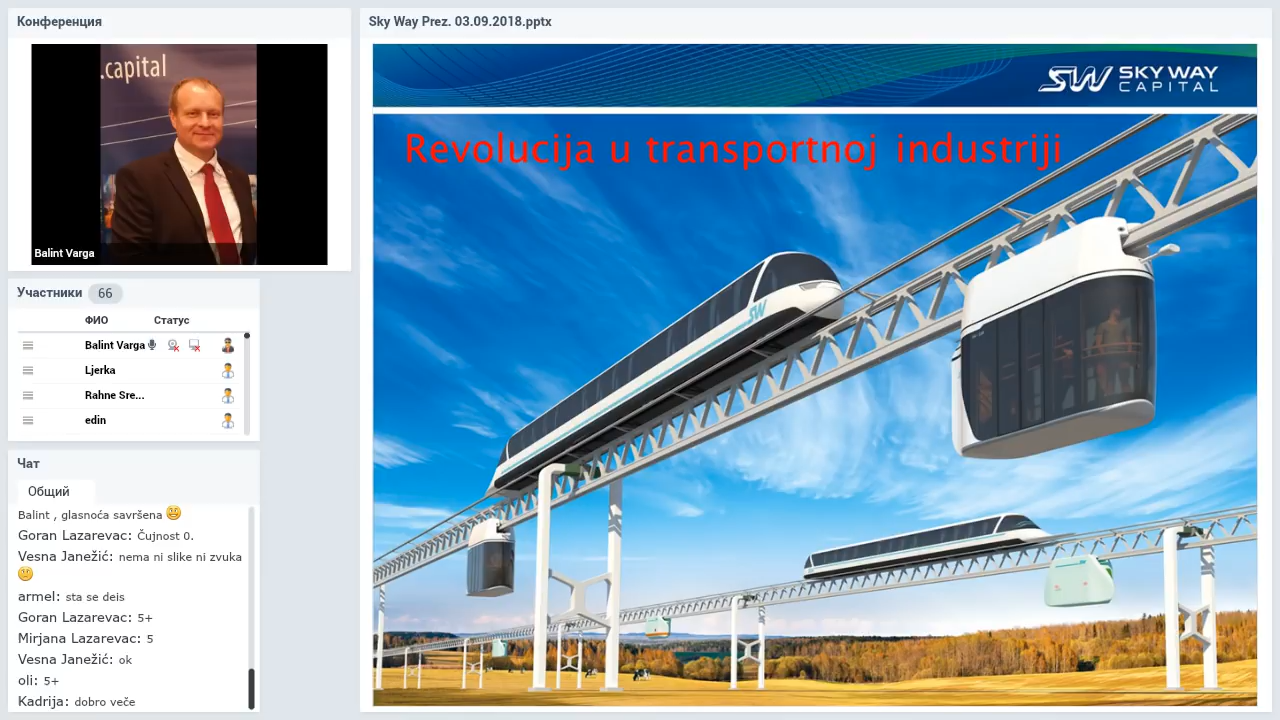 Конференция
.capital
Balint Varga
Участники 66
ФИО Статус
Balint Varga
Ljerka
Rahne Sre...
edin
Чат
Общий
Balint , glasnoća savršena
Goran Lazarevac: Čujnost 0.
Vesna Janežić: nema ni slike ni zvuka
armel: sta se deis
Goran Lazarevac: 5+
Mirjana Lazarevac: 5
Vesna Janežić: ok
oli: 5+
Kadrija: dobro veče
Sky Way Prez. 03.09.2018.pptx
SW SKY WAY
CAPITAL
Revolucija u transportnoj industriji
SW